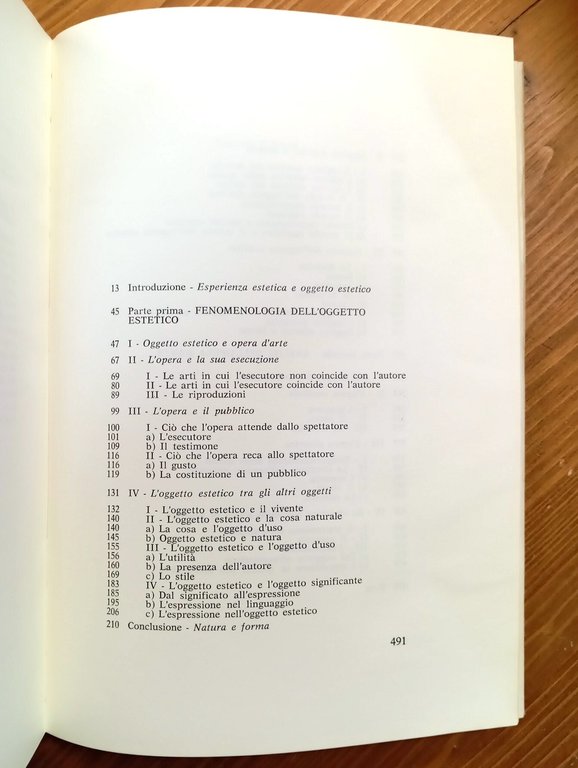 13 Introduzione - Esperienza estetica e oggetto estetico
45 Parte prima - FENOMENOLOGIA DELL'OGGETTO
ESTETICO
47 I - Oggetto estetico e opera d'arte
67 II - L'opera e la sua esecuzione
69 I - Le arti in cui l'esecutore non coincide con l'autore
80 II - Le arti in cui l'esecutore coincide con l'autore
89 III - Le riproduzioni
99 III - L'opera e il pubblico
100 I - Ciò che l'opera attende dallo spettatore
101 a) L'esecutore
109 b) Il testimone
116 II - Ciò che l'opera reca allo spettatore
116 a) Il gusto
119 b) La costituzione di un pubblico
131 IV - L'oggetto estetico tra gli altri oggetti
132 I - L'oggetto estetico e il vivente
140 II - L'oggetto estetico e la cosa naturale
140 a) La cosa e l'oggetto d'uso
145 b) Oggetto estetico e natura
155 III - L'oggetto estetico e l'oggetto d'uso
156 a) L'utilità
160 b) La presenza dell'autore
169 c) Lo stile
183 IV - L'oggetto estetico e l'oggetto significante
185 a) Dal significato all'espressione
195 b) L'espressione nel linguaggio
206 c) L'espressione nell'oggetto estetico
210 Conclusione - Natura e forma
491